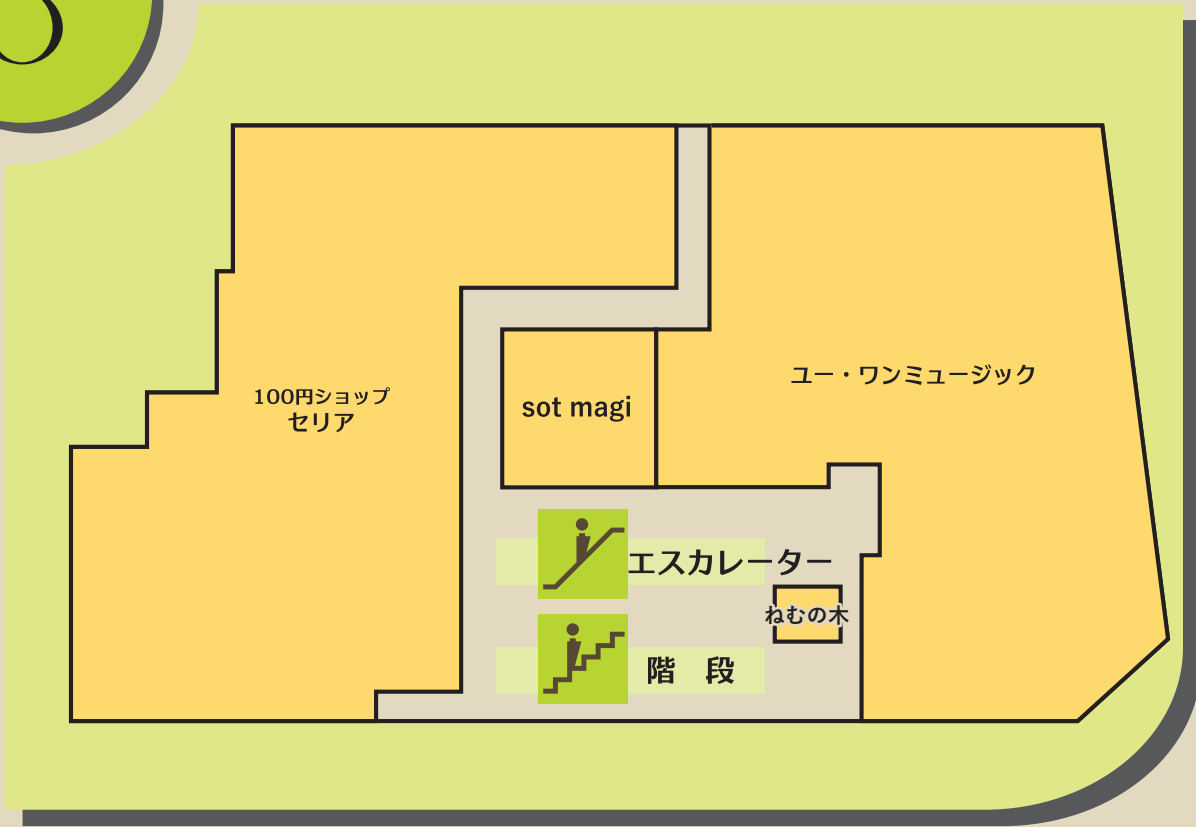 100円ショップ
セリア
sot magi
ユー・ワンミュージック
エスカレーター
ねむの木
階　段